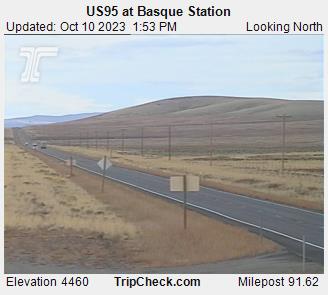 US95 at Basque Station
Updated: Oct 10 2023 1:53 PM Looking North
Elevation 4460 TripCheck.com Milepost 91.62